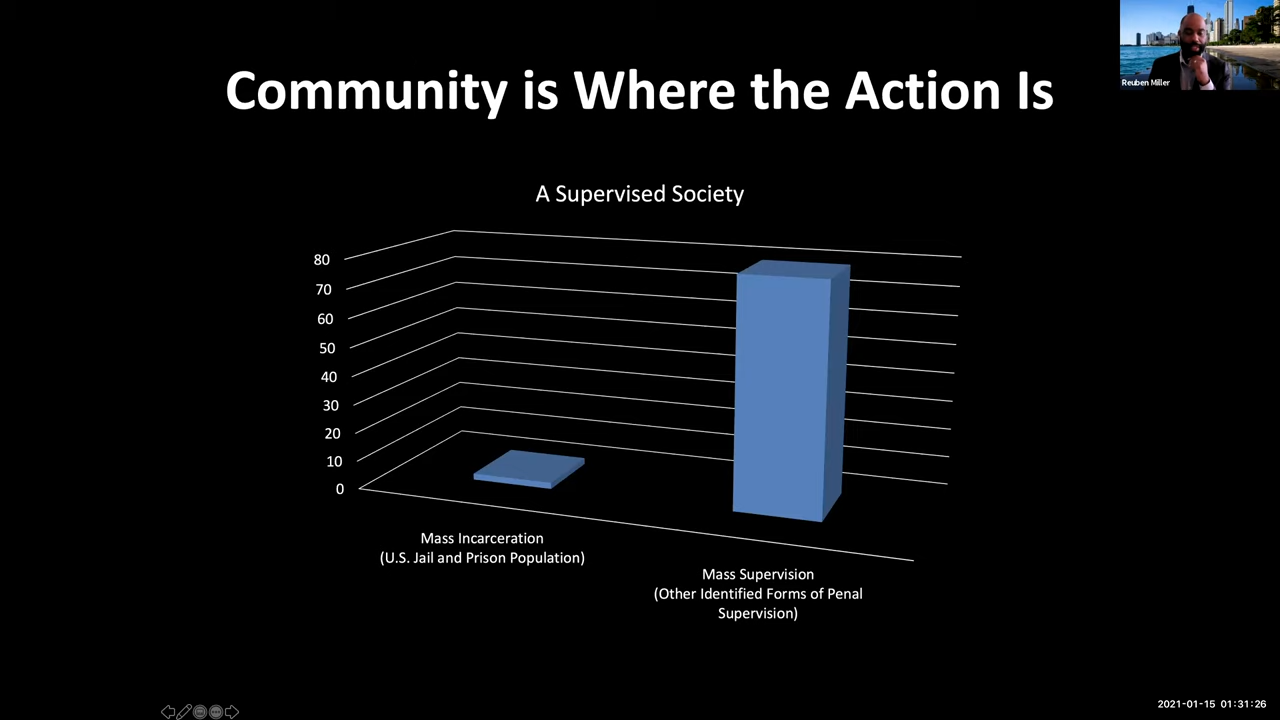 Community is Where the Action Is
Reuben Miller
A Supervised Society
80
70
60
50
40
30
20
10
0
Mass Incarceration
(U.S. Jail and Prison Population)
Mass Supervision
(Other Identified Forms of Penal
Supervision)
2021-01-15 01:31:26